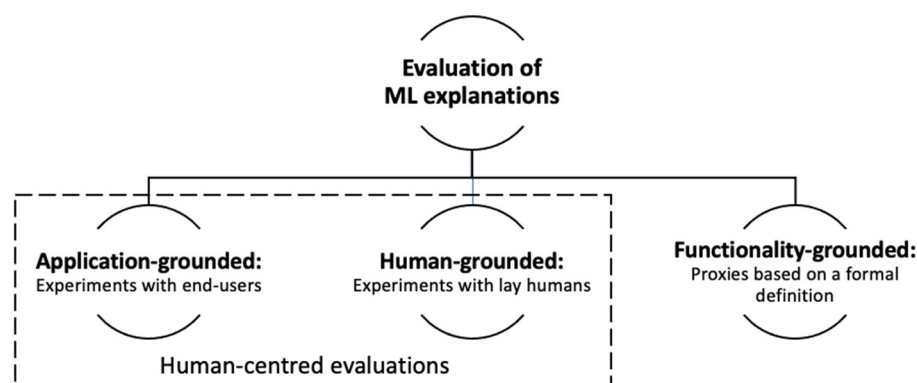 Evaluation of
ML explanations
Application-grounded:
Experiments with end-users
Human-grounded:
Experiments with lay humans
Functionality-grounded:
Proxies based on a formal
definition
Human-centred evaluations